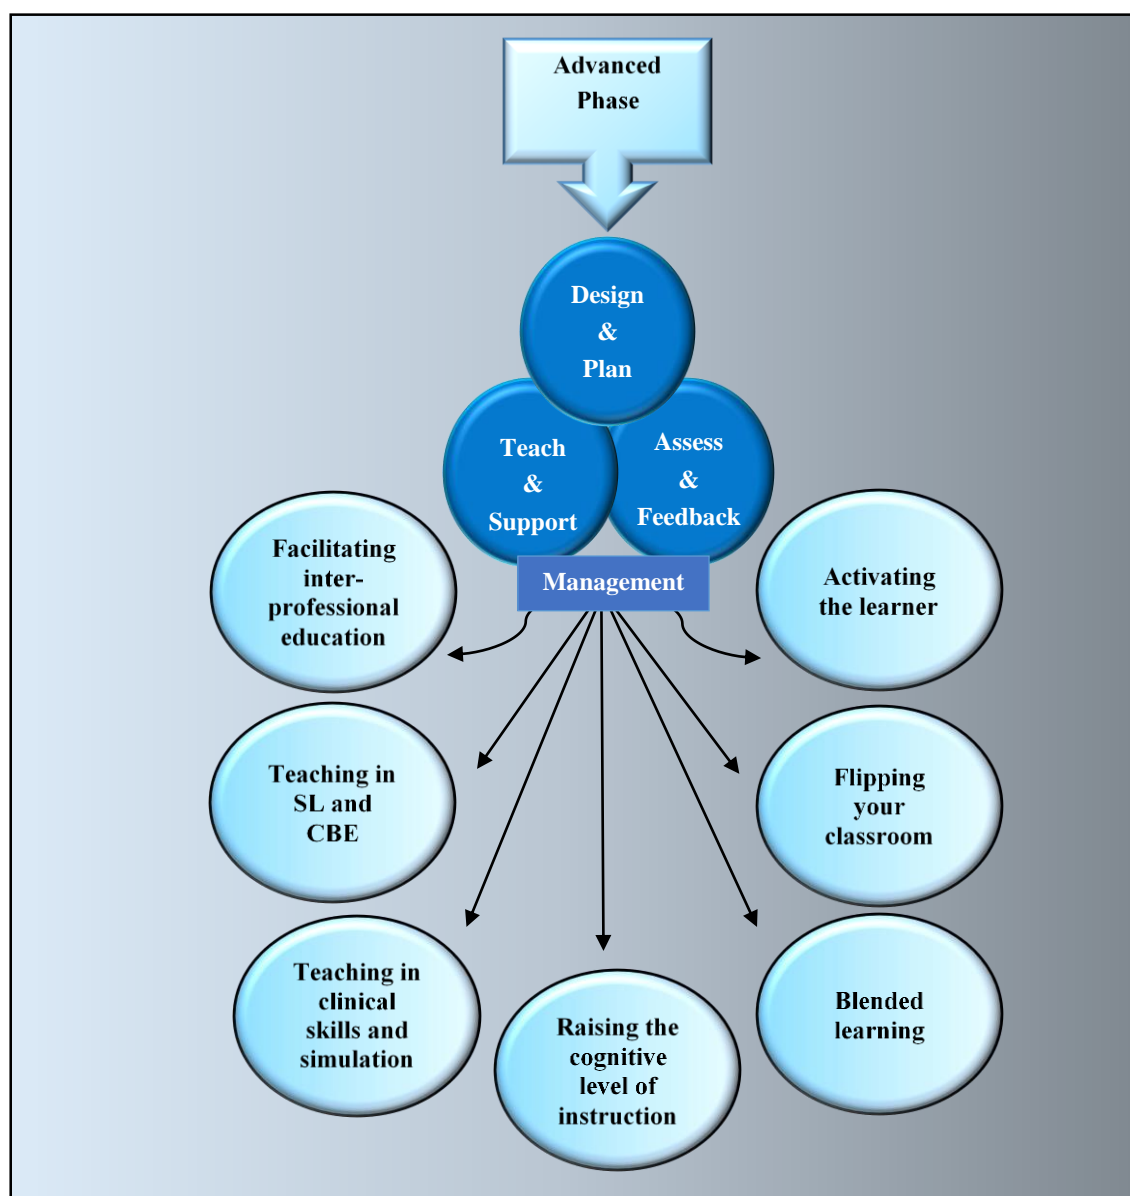 Advanced
Phase
Design
&
Plan
Teach
&
Support
Assess
&
Feedback
Management
Facilitating
inter-
professional
education
Activating
the learner
Teaching in
SL and
CBE
Flipping
your
classroom
Teaching in
clinical
skills and
simulation
Raising the
cognitive
level of
instruction
Blended
learning